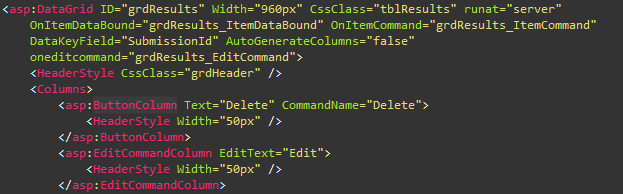 <asp:DataGrid ID="grdResults" Width="960px" CssClass="tblResults" runat="server"
OnItemDataBound="grdResults_ItemDataBound" OnItemCommand="grdResults_ItemCommand"
DataKeyField="SubmissionId" AutoGenerateColumns="false"
oneditcommand="grdResults_EditCommand">
<HeaderStyle CssClass="grdHeader" />
<Columns>
<asp:ButtonColumn Text="Delete" CommandName="Delete">
<HeaderStyle Width="50px" />
</asp:ButtonColumn>
<asp:EditCommandColumn EditText="Edit">
<HeaderStyle Width="50px" />
</asp:EditCommandColumn>